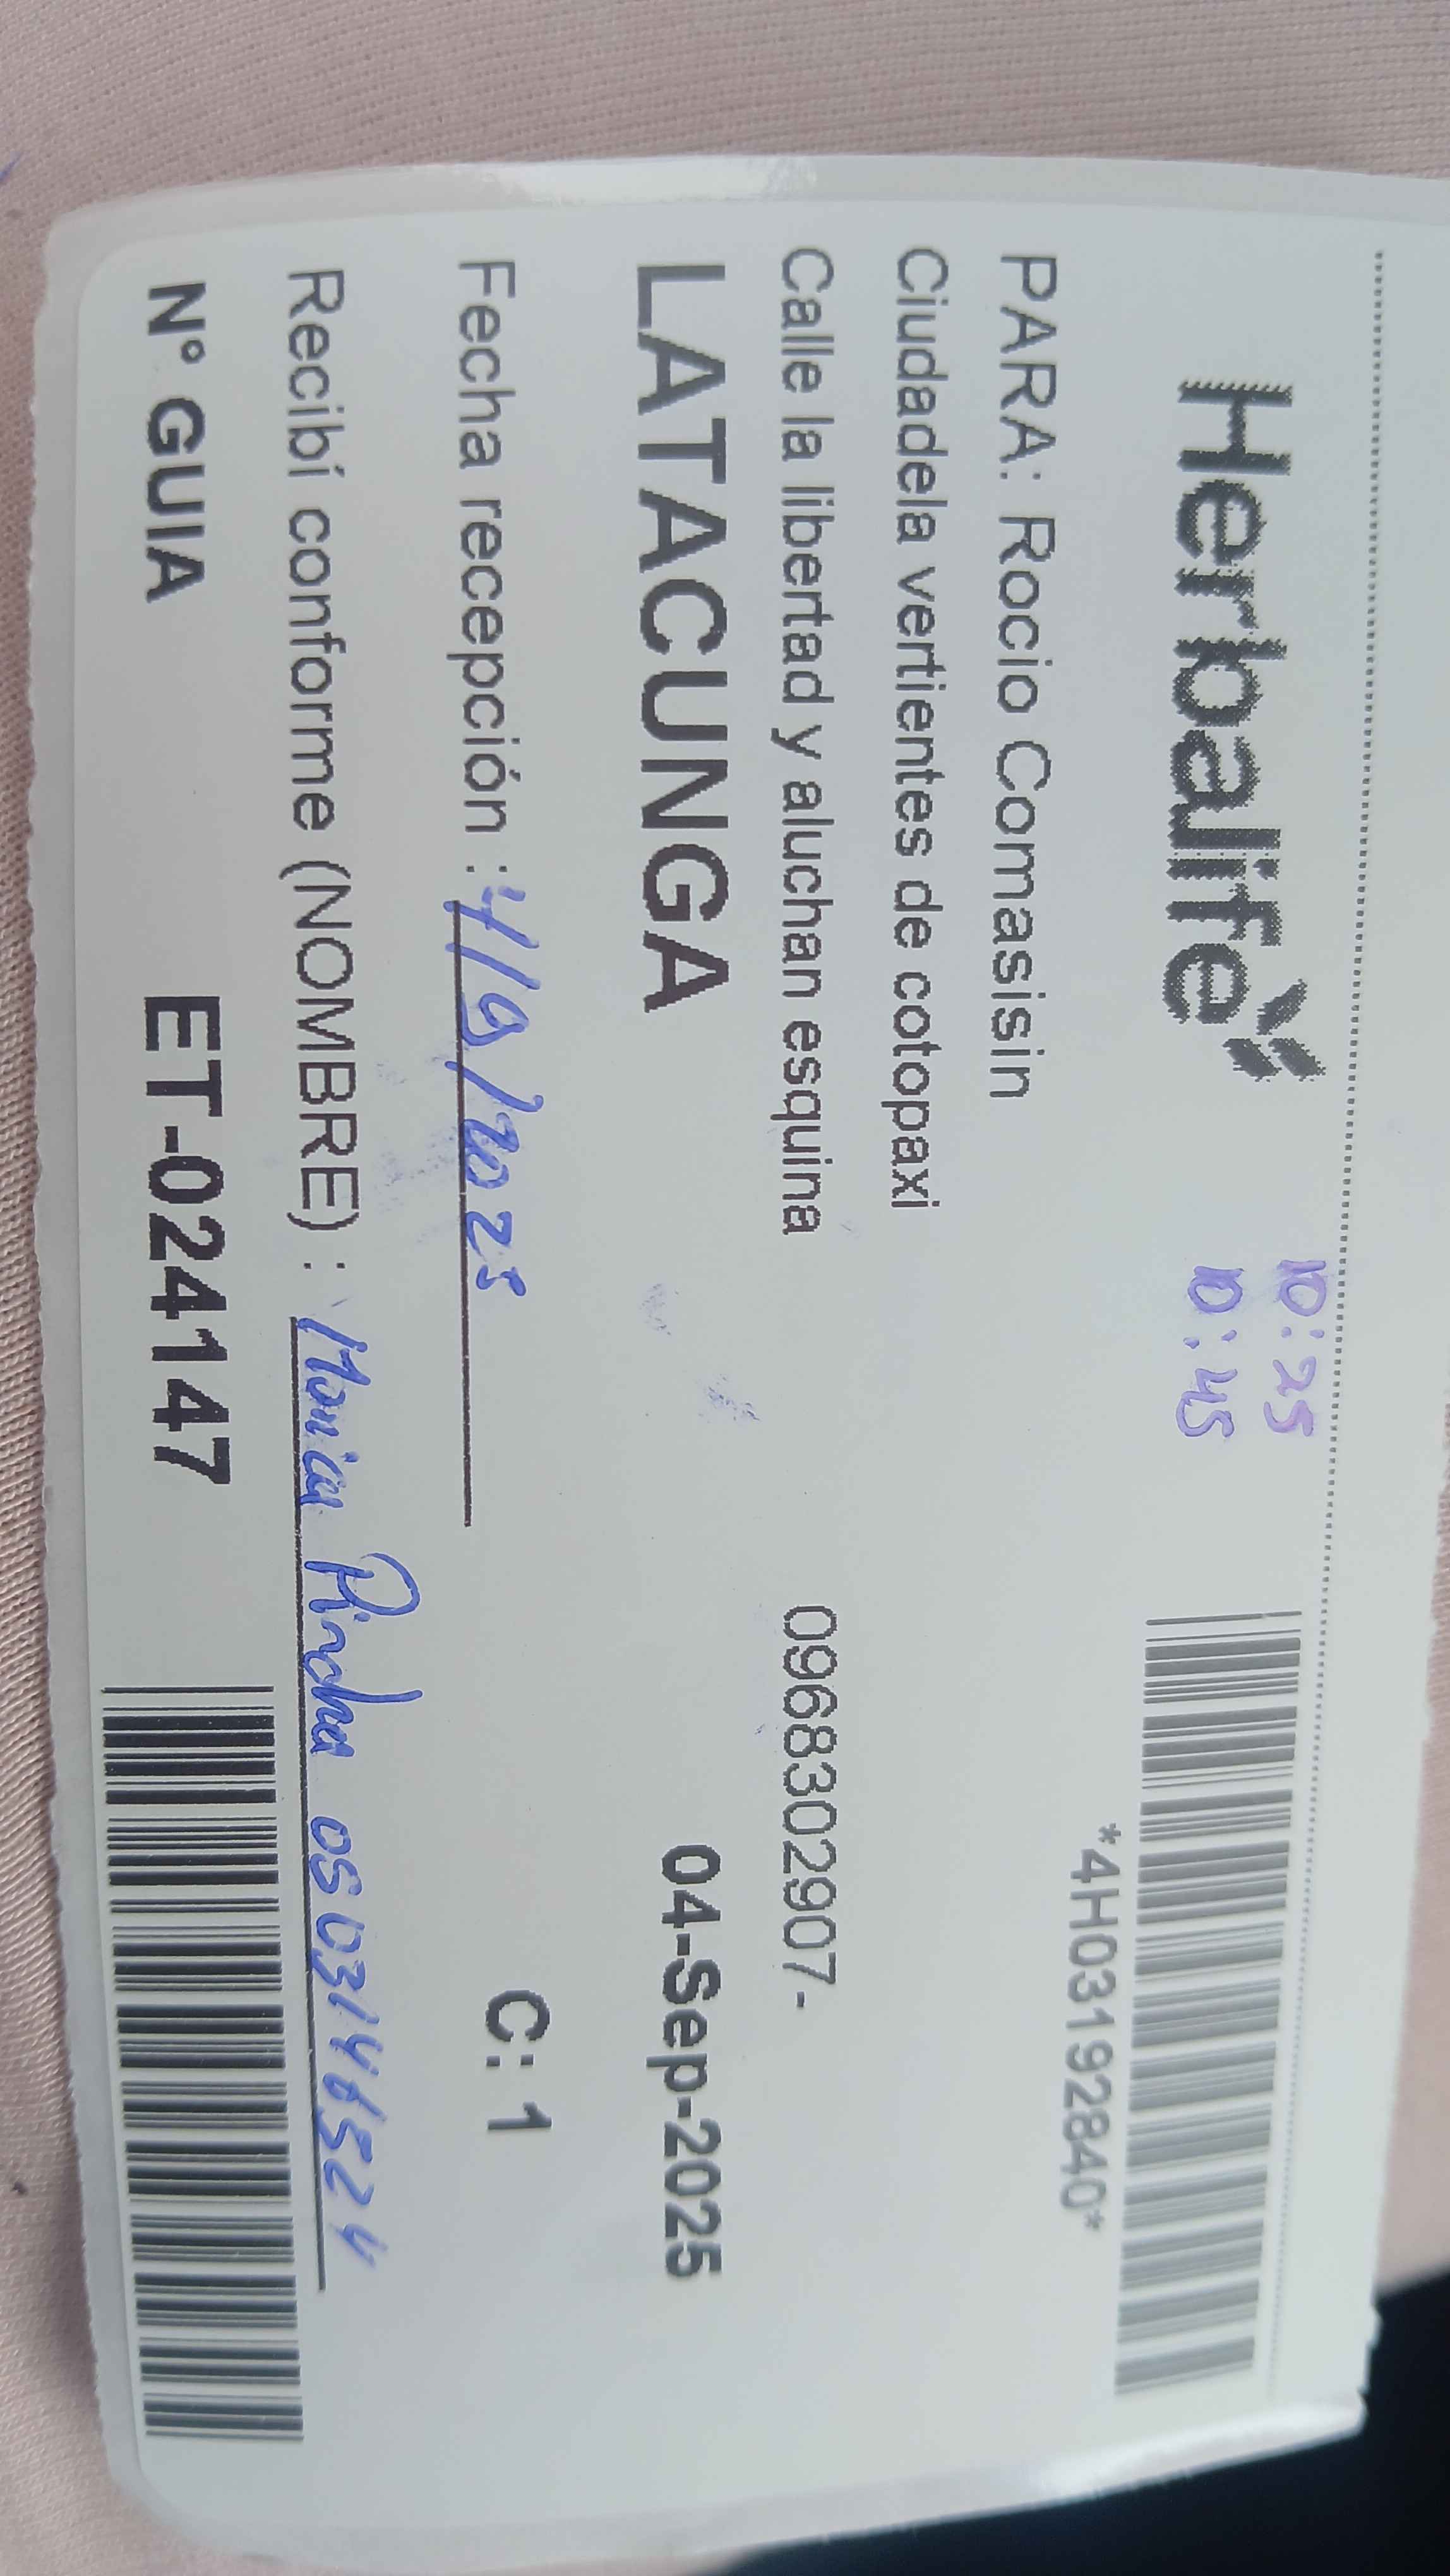 Herbalife
10:25
10:45
*4H03192840*
PARA: Rocio Comasisin
Ciudadela vertientes de cotopaxi
Calle la libertad y aluchan esquina 0968302907-
LATACUNGA 04-Sep-2025
Fecha recepción : 4/9/2025 C: 1
Recibí conforme (NOMBRE) : 0503146524
N° GUIA ET-024147